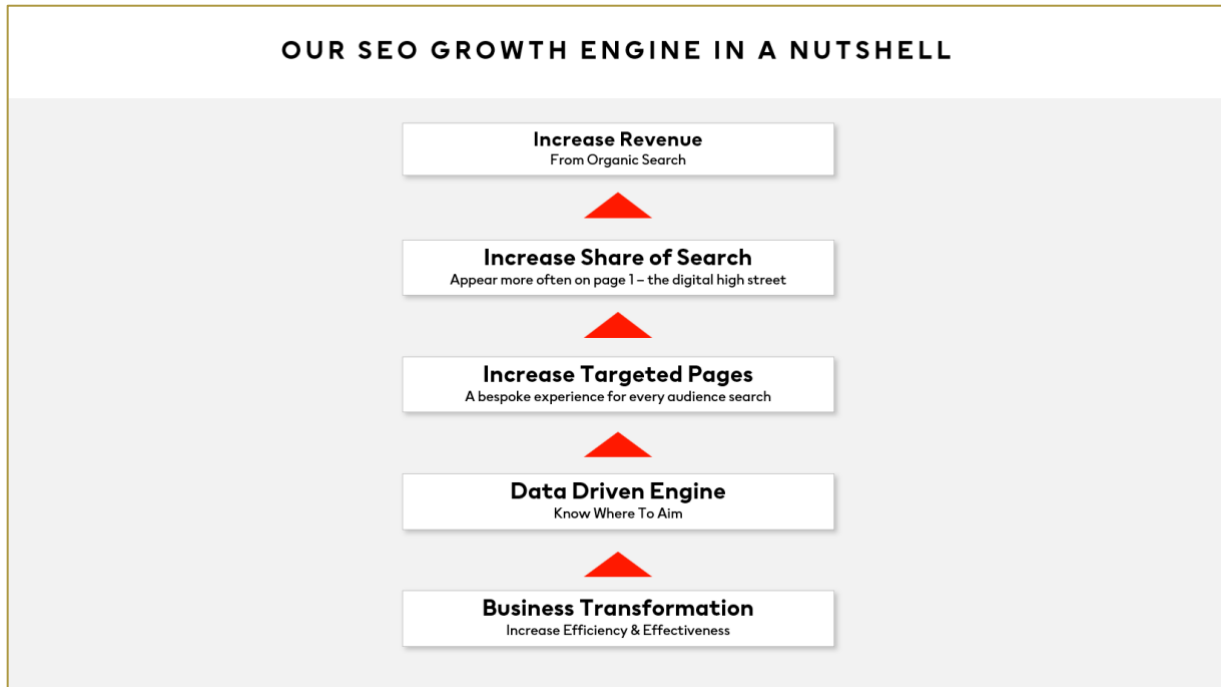 OUR SEO GROWTH ENGINE IN A NUTSHELL
Increase Revenue
From Organic Search
Increase Share of Search
Appear more often on page 1 – the digital high street
Increase Targeted Pages
A bespoke experience for every audience search
Data Driven Engine
Know Where To Aim
Business Transformation
Increase Efficiency & Effectiveness